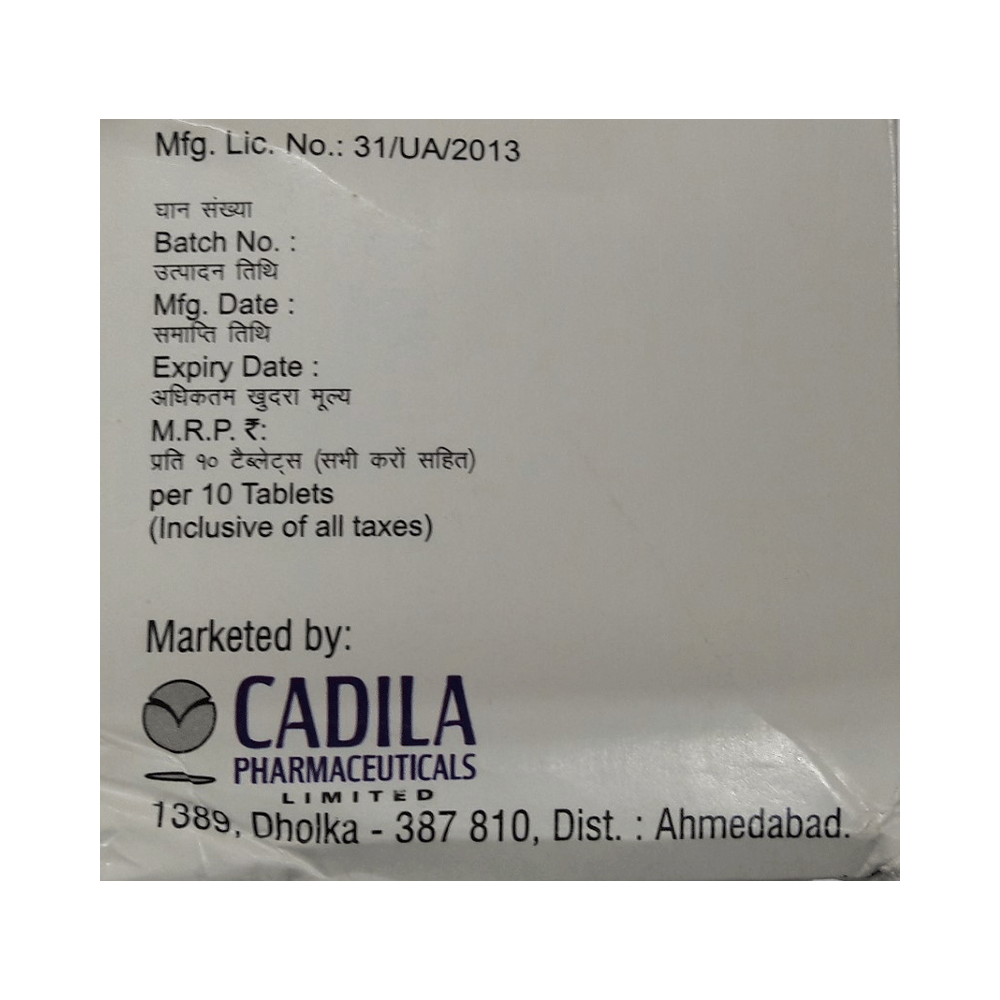 Mfg. Lic. No.: 31/UA/2013
घान संख्या
Batch No. :
उत्पादन तिथि
Mfg. Date :
समाप्ति तिथि
Expiry Date :
अधिकतम खुदरा मूल्य
M.R.P. ₹:
प्रति १० टैब्लेट्स (सभी करों सहित)
per 10 Tablets
(Inclusive of all taxes)
Marketed by:
CADILA
PHARMACEUTICALS
LIMITED
1389, Dholka - 387 810, Dist. : Ahmedabad.